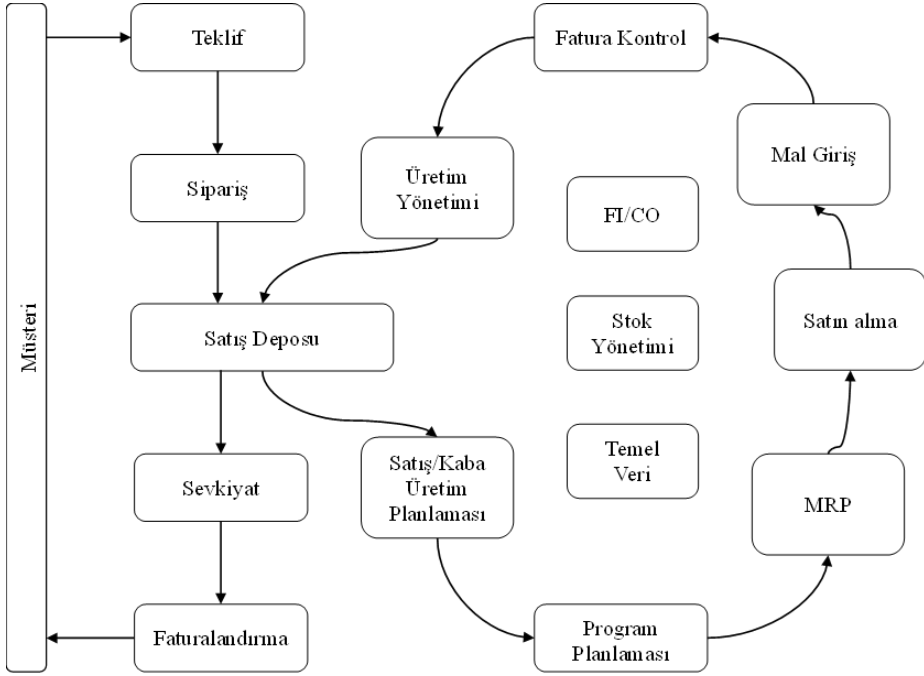 Müsteri
Teklif
Sipariş
Satış Deposu
Sevkiyat
Faturalandırma
Fatura Kontrol
Üretim
Yönetimi
Satış/Kaba
Üretim
Planlaması
Program
Planlaması
MRP
Satın alma
Mal Giriş
FI/CO
Stok
Yönetimi
Temel
Veri